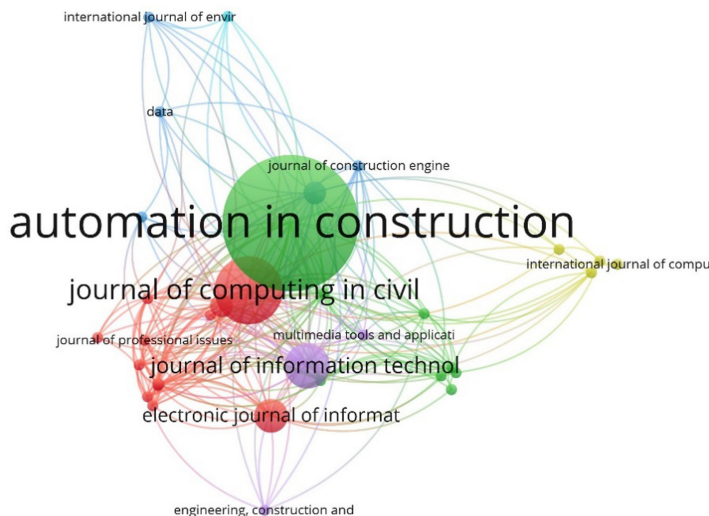 international journal of envir
data
journal of construction engine
automation in construction
international journal of compu
journal of computing in civil
multimedia tools and applicati
journal of professional issues
journal of information technol
electronic journal of informat
engineering, construction and